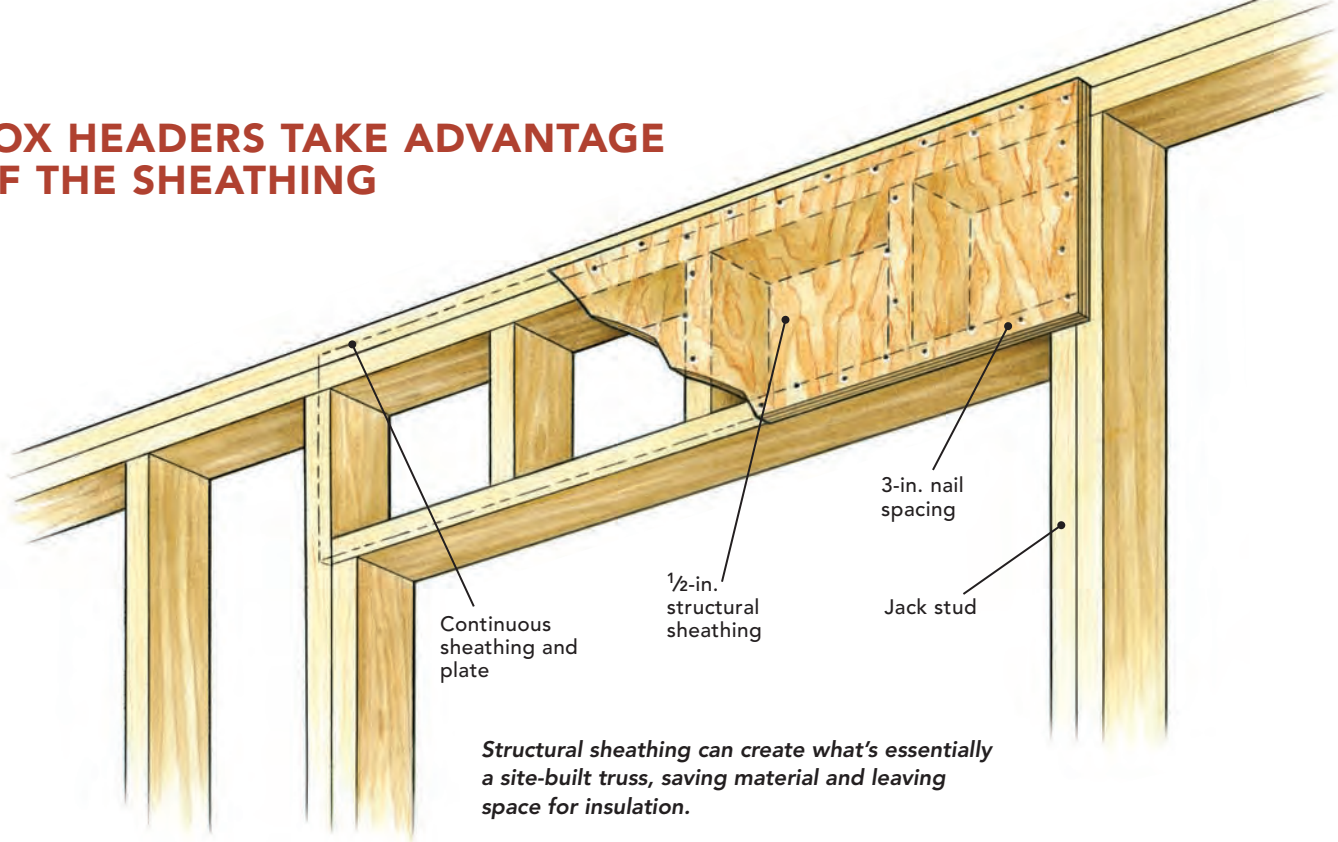 OX HEADERS TAKE ADVANTAGE
F THE SHEATHING
3-in. nail
spacing
½-in.
structural
sheathing
Jack stud
Continuous
sheathing and
plate
Structural sheathing can create what's essentially
a site-built truss, saving material and leaving
space for insulation.